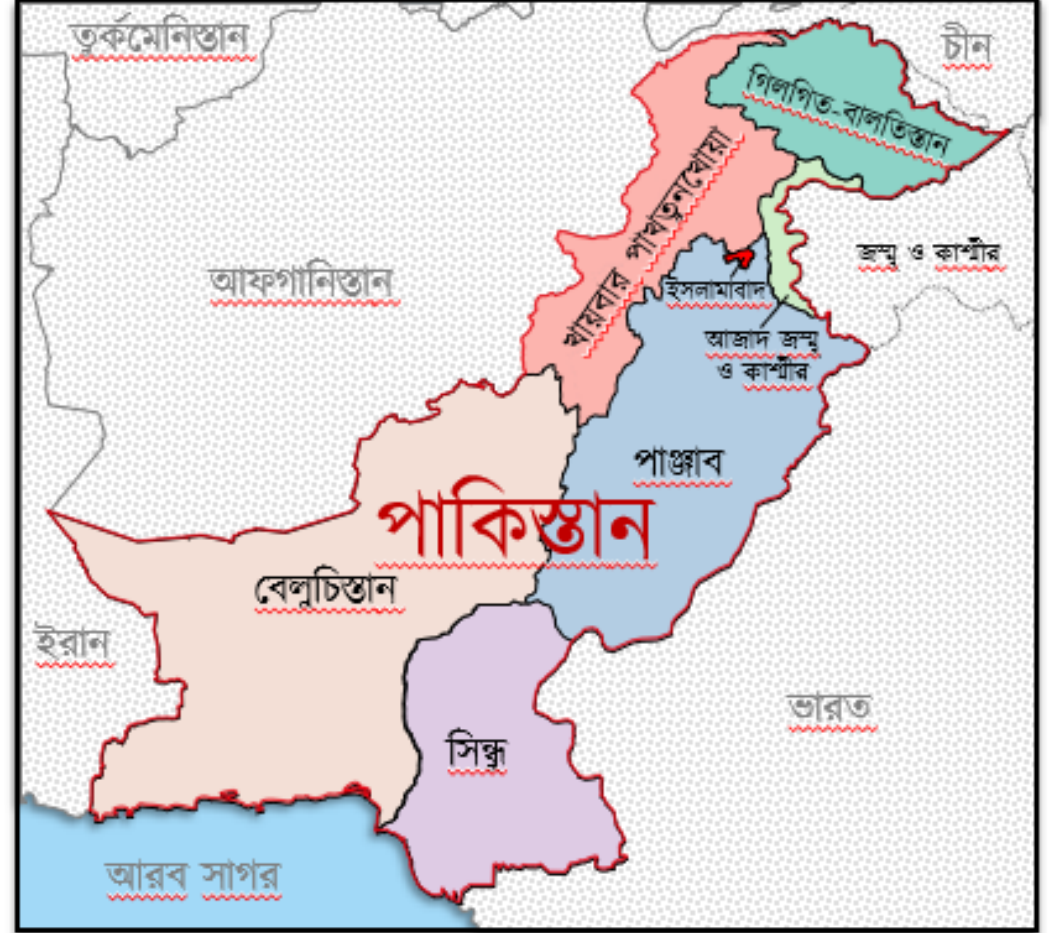 তুর্কমেনিস্তান
চীন
গিলগিত-বালতিস্তান
খায়বার পাখতুনখোয়া
জম্মু ও কাশ্মীর
আফগানিস্তান
ইসলামাবাদ
আজাদ জম্মু
ও কাশ্মীর
পাঞ্জাব
পাকিস্তান
বেলুচিস্তান
ইরান
ভারত
সিন্ধু
আরব সাগর